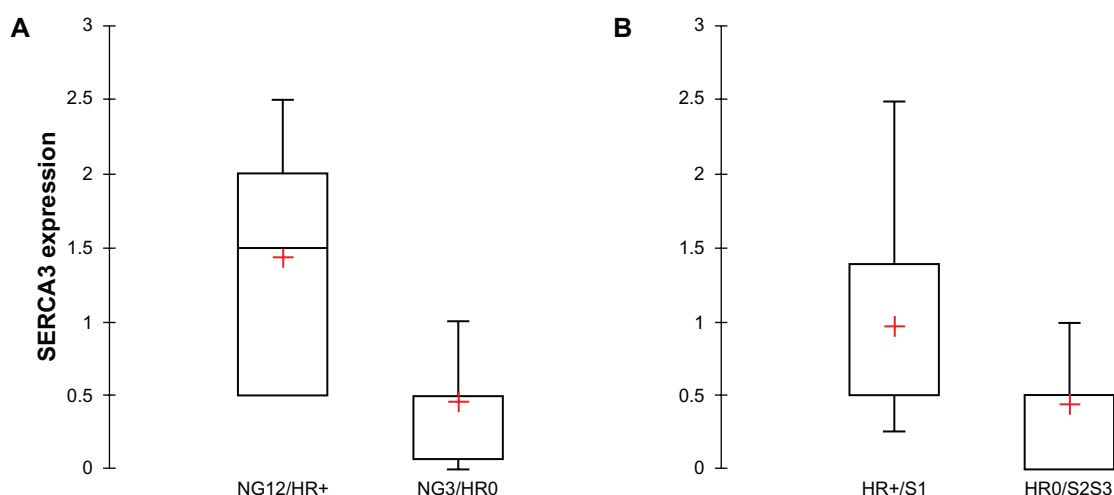 A
SERCA3 expression
3
2.5
2
1.5
1
0.5
0
NG12/HR+ NG3/HR0
B
3
2.5
2
1.5
1
0.5
0
HR+/S1 HR0/S2S3